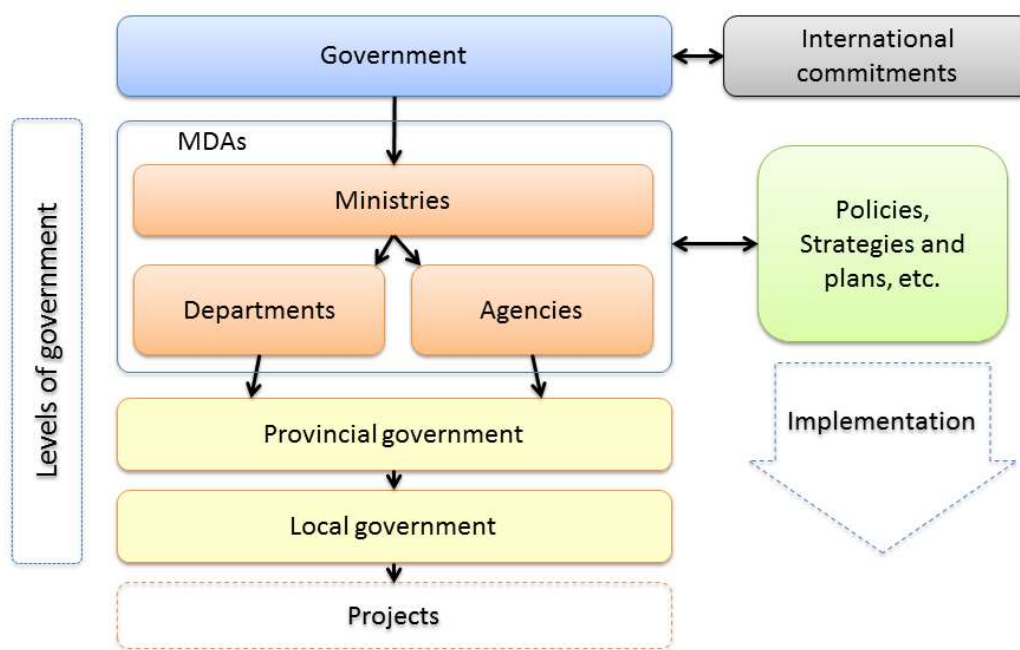 Government
International
commitments
Levels of government
MDAs
Ministries
Departments
Agencies
Policies,
Strategies and
plans, etc.
Provincial government
Implementation
Local government
Projects